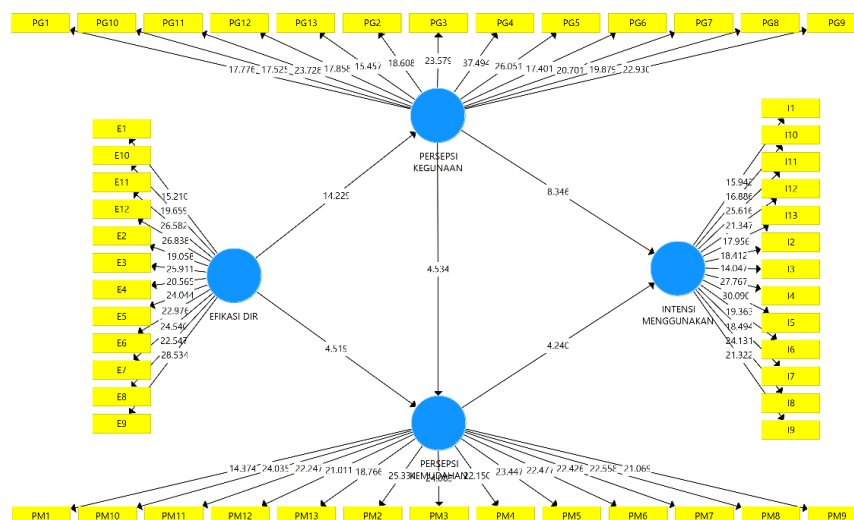 PG1 PG10 PG11 PG12 PG13 PG2 PG3 PG4 PG5 PG6 PG7 PG8 PG9
17.776 17.525 23.728 17.858 15.457 18.608 23.579 37.494 26.051 17.401 20.701 19.879 22.930
PERSEPSI
KEGUNAAN
E1
E10
E11
E12
E2
E3
E4
E5
E6
E7
E8
E9
15.210
19.659
26.582
26.838
19.058
25.911
20.565
24.044
22.976
24.540
22.547
28.534
EFIKASI DIR
14.229
8.346
4.534
4.519
4.240
I1
I10
I11
I12
I13
I2
I3
I4
I5
I6
I7
I8
I9
15.942
16.886
25.616
21.347
17.956
18.412
14.047
27.767
30.090
19.363
18.494
24.131
21.322
INTENSI
MENGGUNAKAN
14.374 24.035 22.247 21.011 18.766 25.334 22.150 23.447 22.477 22.426 22.558 21.069
PERSEPSI
KEMUDAHAN
PM1 PM10 PM11 PM12 PM13 PM2 PM3 PM4 PM5 PM6 PM7 PM8 PM9